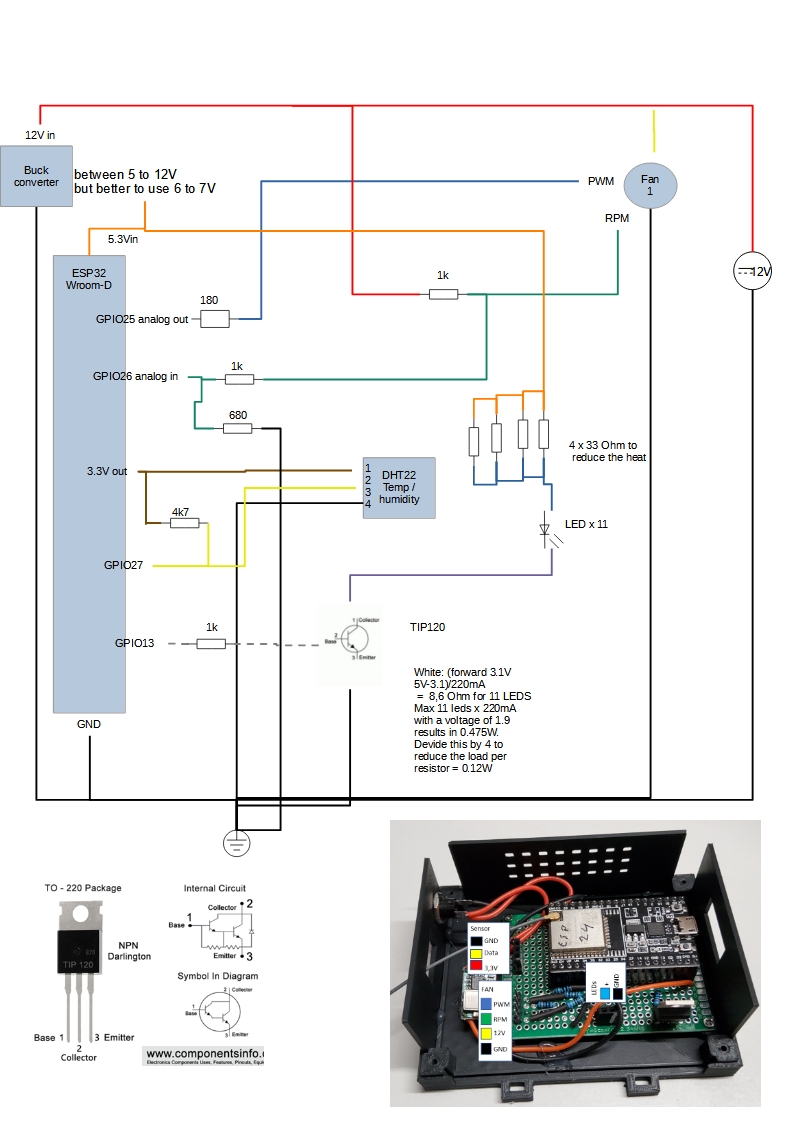 12V in
Buck
converter
between 5 to 12V
but better to use 6 to 7V
PWM
Fan
1
RPM
5.3Vin
12V
ESP32
Wroom-D
1k
180
GPIO25 analog out
1k
GPIO26 analog in
680
4 x 33 Ohm to
reduce the heat
3.3V out
1
2
3
4
DHT22
Temp /
humidity
4k7
LED x 11
GPIO27
1k
GPIO13
1 Collector
2
Base
3 Emitter
TIP120
White: (forward 3.1V
5V-3.1)/220mA
= 8,6 Ohm for 11 LEDS
Max 11 leds x 220mA
with a voltage of 1.9
results in 0.475W.
Devide this by 4 to
reduce the load per
resistor = 0.12W
GND
TO - 220 Package
TIP 120
NPN
Darlington
Base 1
2
Collector
3 Emitter
Internal Circuit
Collector
2
1
Base
Emitter
3
Symbol In Diagram
2 Collector
1
Base
3 Emitter
www.componentsinfo.
Electronics Components Uses, Features, Pinouts, Equi
Sensor
GND
Data
3,3V
FAN
PWM
RPM
12V
GND
LEDs
+
GND
ESP
24